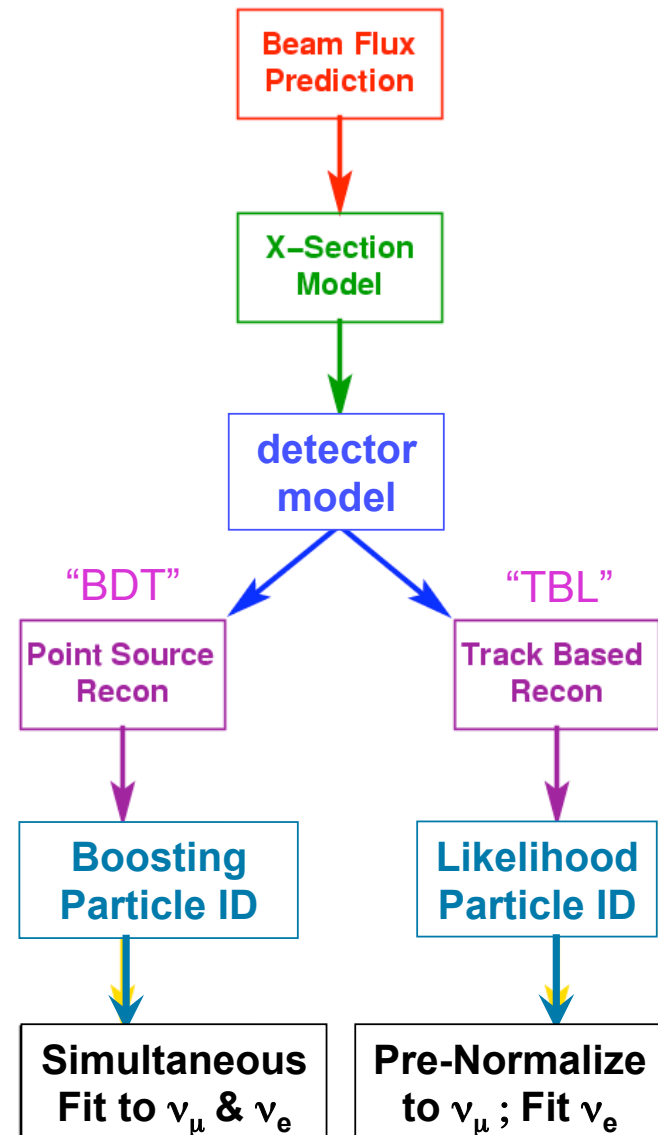 Beam Flux
Prediction
X–Section
Model
detector
model
“BDT”
“TBL”
Point Source
Recon
Track Based
Recon
Boosting
Particle ID
Likelihood
Particle ID
Simultaneous
Fit to νμ & νe
Pre-Normalize
to νμ ; Fit νe